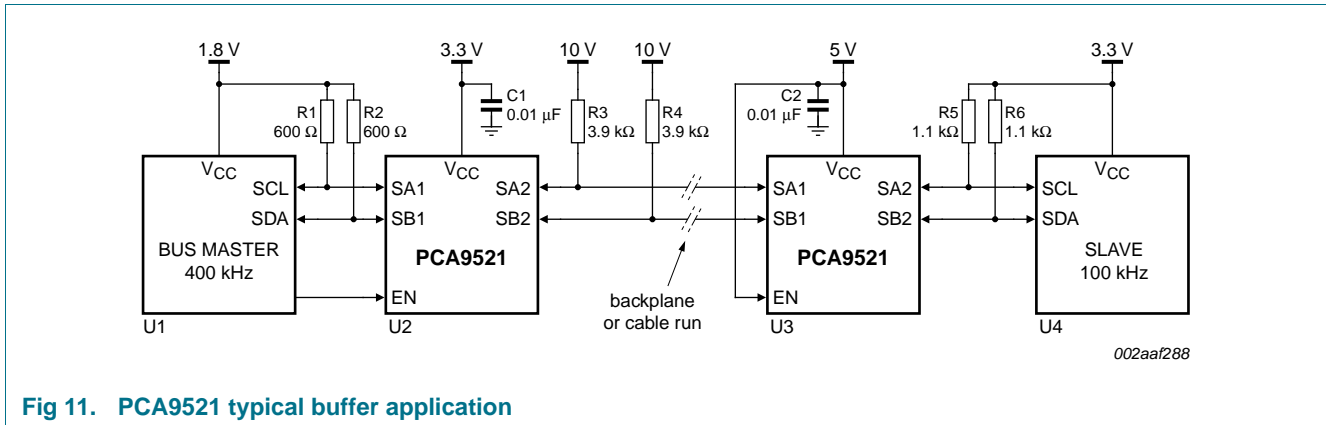 1.8 V
3.3 V
10 V
10 V
5 V
3.3 V
R1
600 Ω
R2
600 Ω
C1
0.01 μF
R3
3.9 kΩ
R4
3.9 kΩ
C2
0.01 μF
R5
1.1 kΩ
R6
1.1 kΩ
VCC
SCL
SDA
BUS MASTER
400 kHz
U1
VCC
SA1
SA2
SB1
SB2
PCA9521
EN
U2
backplane
or cable run
VCC
SA1
SA2
SB1
SB2
PCA9521
EN
U3
VCC
SCL
SDA
SLAVE
100 kHz
U4
002aaf288
Fig 11. PCA9521 typical buffer application